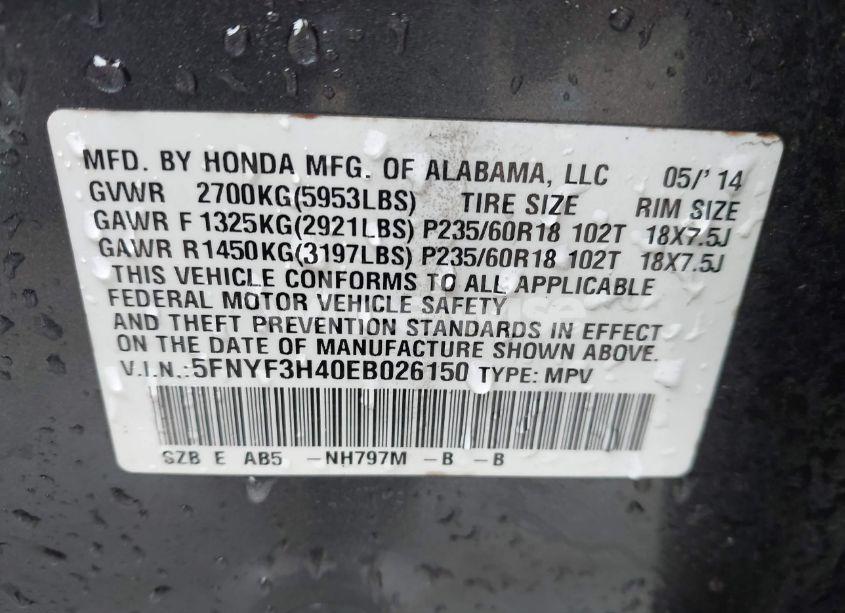 MFD. BY HONDA MFG. OF ALABAMA, LLC 05/'14
GVWR 2700KG(5953LBS) TIRE SIZE RIM SIZE
GAWR F 1325KG(2921LBS) P235/60R18 102T 18X7.5J
GAWR R1450KG(3197LBS) P235/60R18 102T 18X7.5J
THIS VEHICLE CONFORMS TO ALL APPLICABLE
FEDERAL MOTOR VEHICLE SAFETY
AND THEFT PREVENTION STANDARDS IN EFFECT
ON THE DATE OF MANUFACTURE SHOWN ABOVE.
V.I.N.:5FNYF3H40EB026150 TYPE: MPV
SZB E AB5 -NH797M -B -B